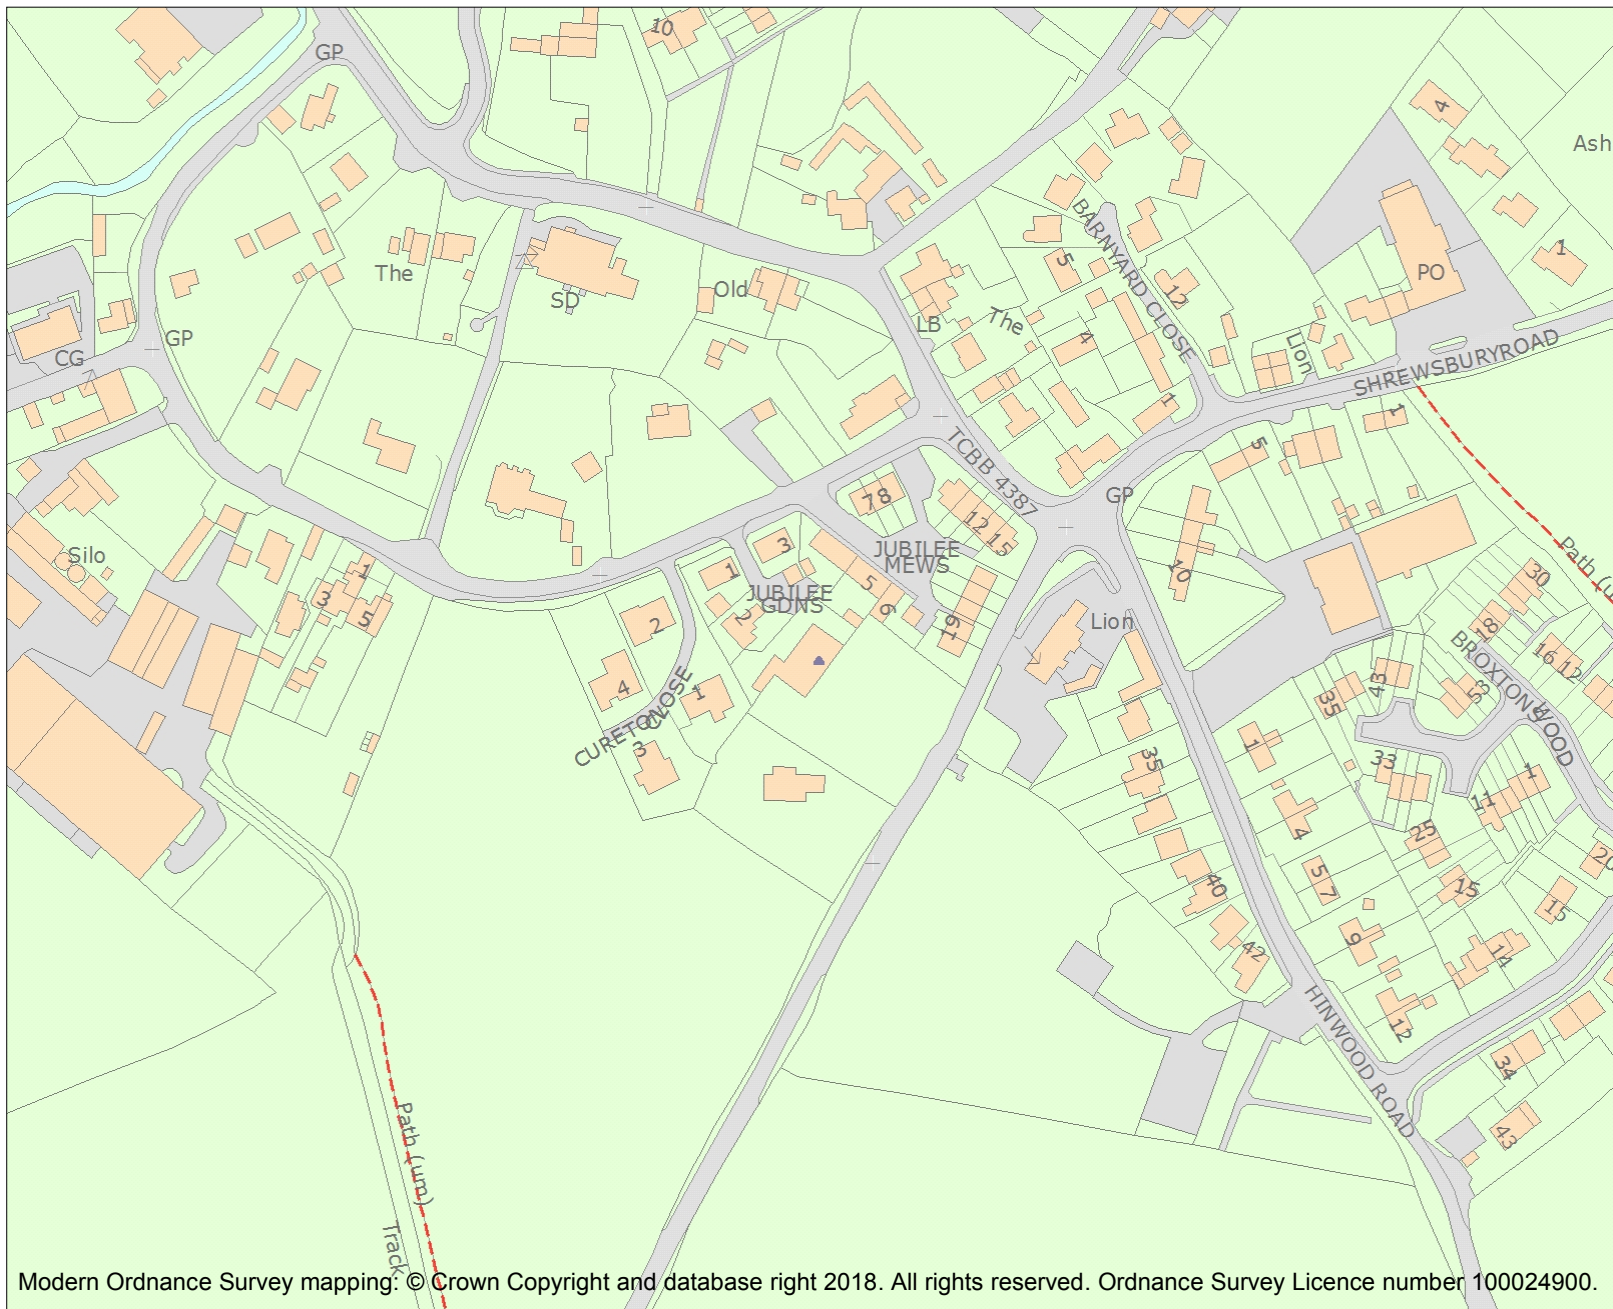 10
GP
4
Ash
BARNYARD CLOSE
The
SD
Old
5
12
PO
1
GP
LB
The
4
Lion
CG
SHREWSBURYROAD
1
1
TCBB 4387
5
7 8
GP
12 15
Silo
3
JUBILEE
MEWS
Path (u
1
1
5
10
30
JUBILEE
GDNS
3
5
2
2
6
19
Lion
18
BROXTONS
WOOD
16 12
4
1
43
53
35
CURETON
CLOSE
3
1
35
33
1
11
4
25
20
5 7
40
15
15
9
42
14
HINWOOD ROAD
12
34
Path (um)
43
Track
Modern Ordnance Survey mapping: © Crown Copyright and database right 2018. All rights reserved. Ordnance Survey Licence number 100024900.